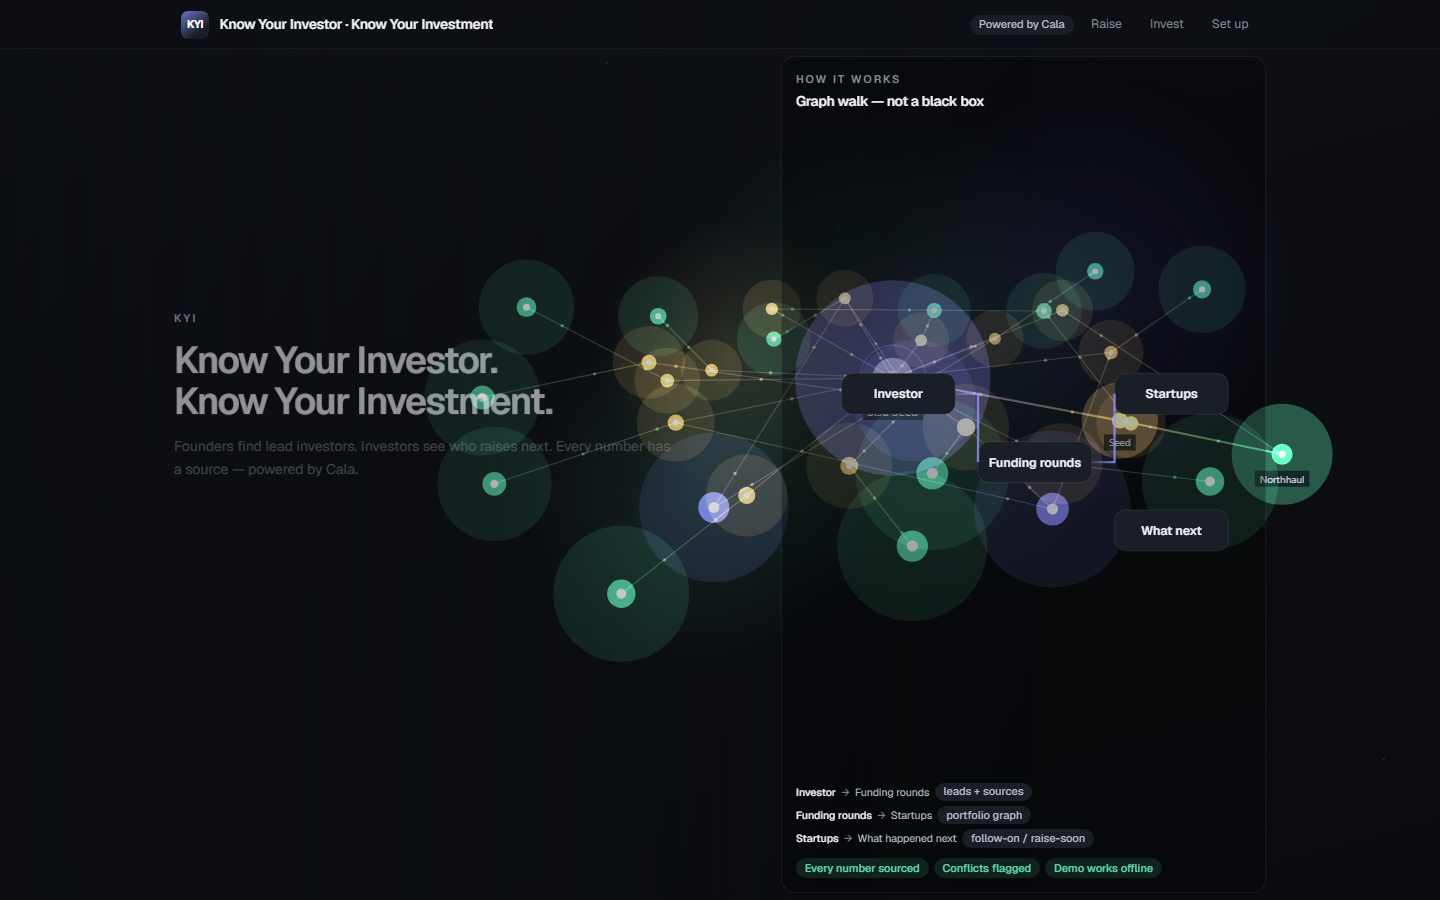 KYI
Know Your Investor · Know Your Investment
Powered by Cala
Raise
Invest
Set up
HOW IT WORKS
Graph walk — not a black box
KYI
Know Your Investor.
Know Your Investment.
Founders find lead investors. Investors see who raises next. Every number has
a source — powered by Cala.
Investor
Startups
Seed
Funding rounds
Northhaul
What next
Investor → Funding rounds leads + sources
Funding rounds → Startups portfolio graph
Startups → What happened next follow-on / raise-soon
Every number sourced
Conflicts flagged
Demo works offline